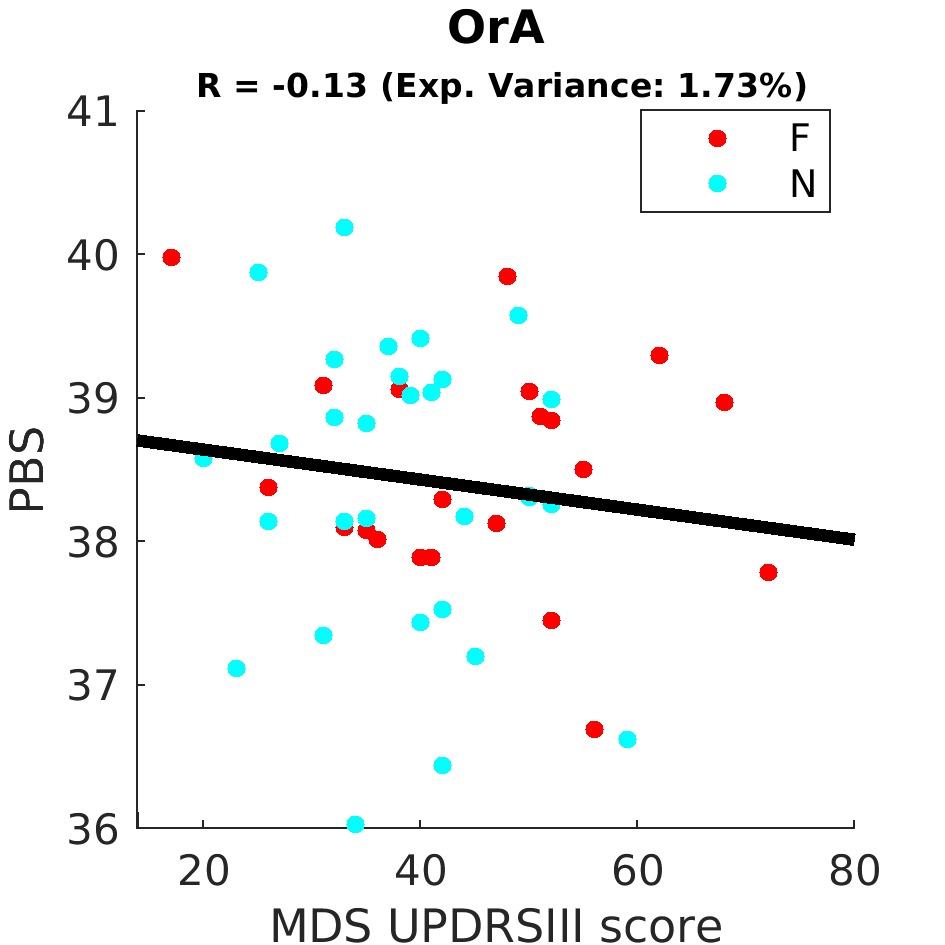 OrA
R = -0.13 (Exp. Variance: 1.73%)
F
N
41
40
39
38
37
36
PBS
20 40 60 80
MDS UPDRSIII score